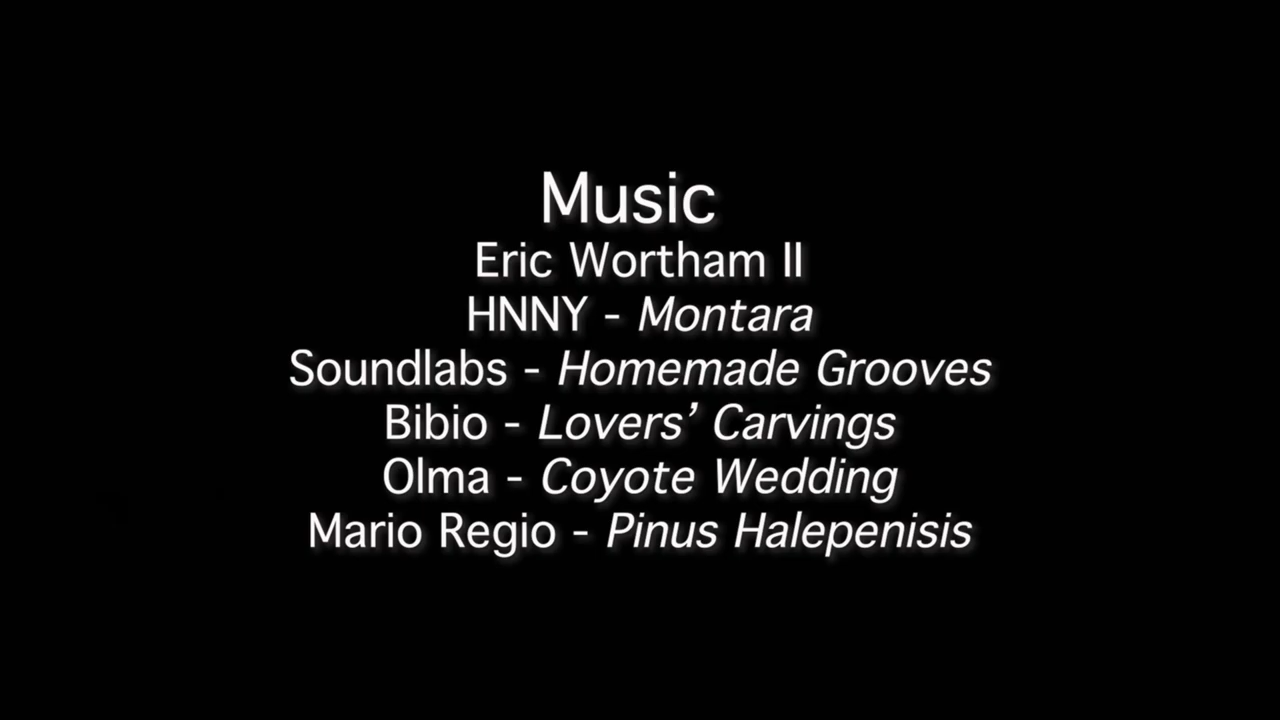 Music
Eric Wortham II
HNNY - Montara
Soundlabs - Homemade Grooves
Bibio - Lovers’ Carvings
Olma - Coyote Wedding
Mario Regio - Pinus Halepenisis